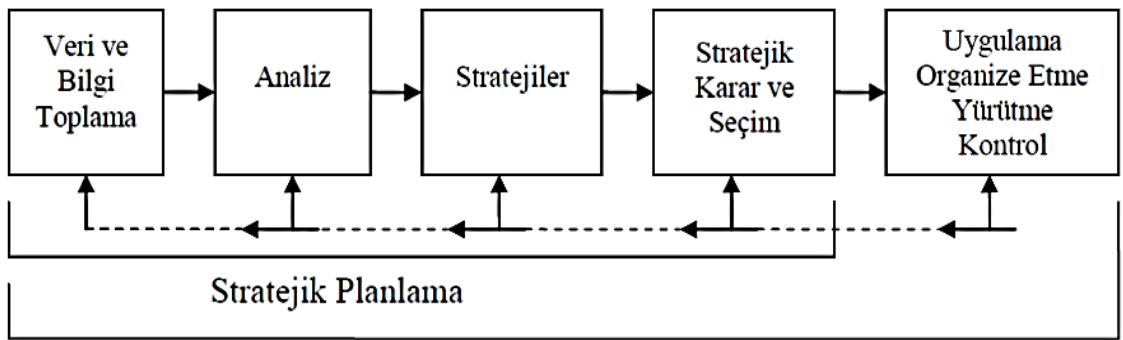 Veri ve
Bilgi
Toplama
Analiz
Stratejiler
Stratejik
Karar ve
Seçim
Uygulama
Organize Etme
Yürütme
Kontrol
Stratejik Planlama